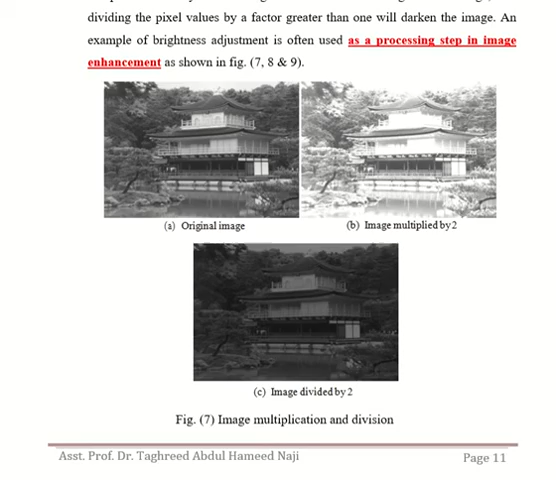 dividing the pixel values by a factor greater than one will darken the image. An
example of brightness adjustment is often used as a processing step in image
enhancement as shown in fig. (7, 8 & 9).
(a) Original image
(b) Image multiplied by 2
(c) Image divided by 2
Fig. (7) Image multiplication and division
Asst. Prof. Dr. Taghreed Abdul Hameed Naji
Page 11